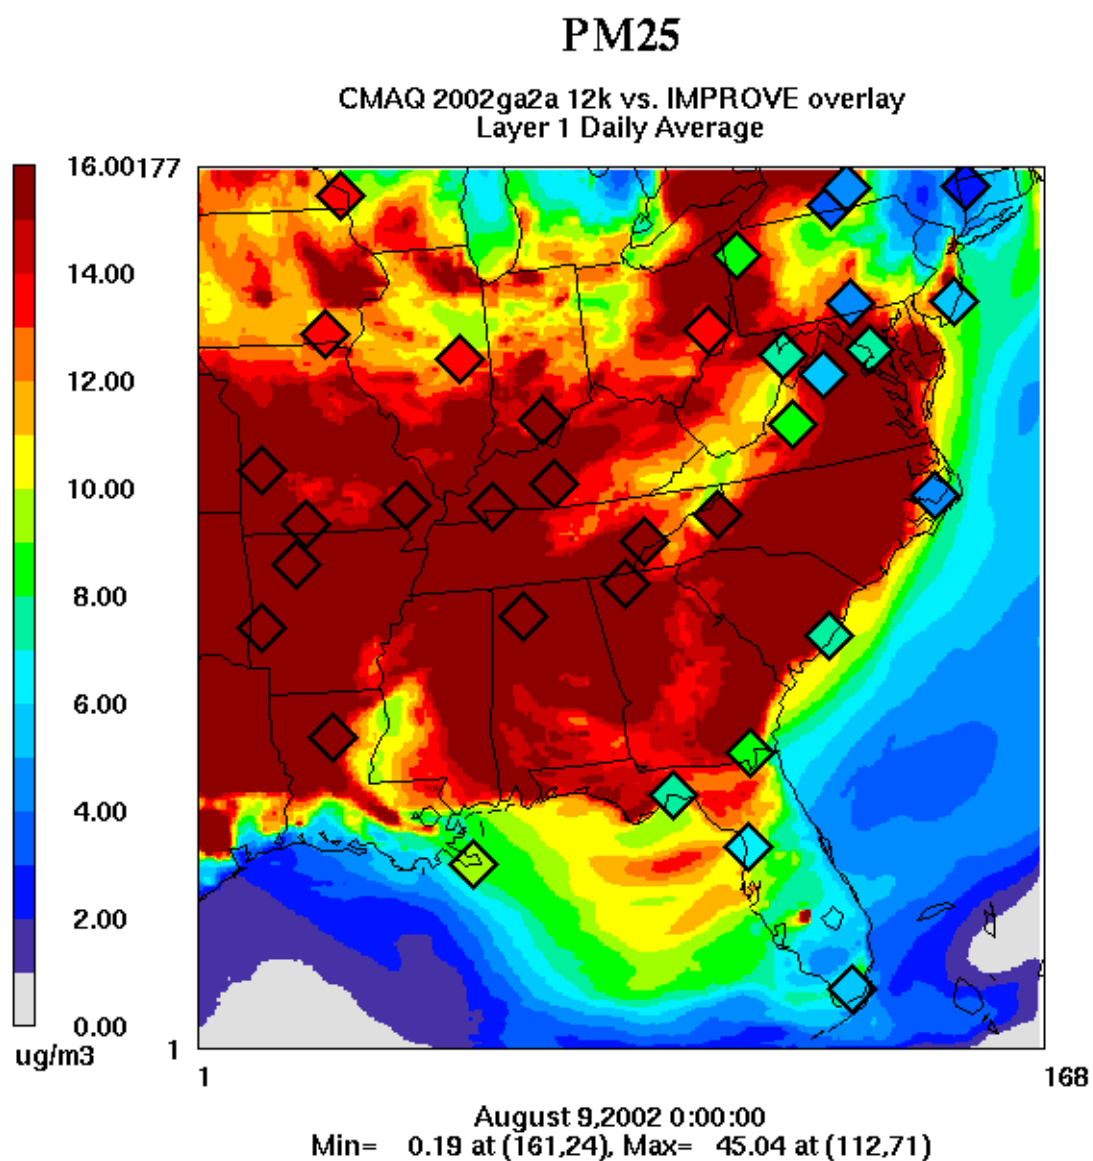 PM25
CMAQ 2002ga2a 12k vs. IMPROVE overlay
Layer 1 Daily Average
16.00
177
14.00
12.00
10.00
8.00
6.00
4.00
2.00
0.00
ug/m3
1
1
168
August 9,2002 0:00:00
Min= 0.19 at (161,24), Max= 45.04 at (112,71)